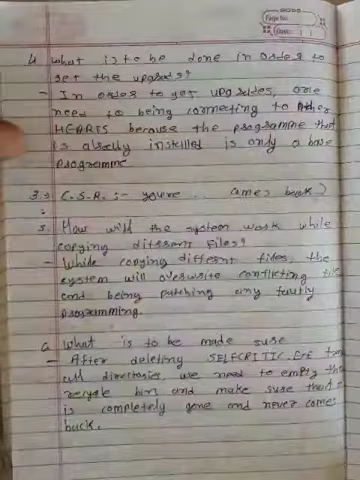 Page No.
Date:
4. What is to be done in order to
get the upgrads?
- In order to get upgraldes, one
need to being connecting to other
HEARTS because the programme that
is already installed is only a base
programme
3.3 C.S.R. :- you're .. comes back)
:
5. How will the system work while
copying different files?
- While copying different files, the
system will overwrite conflicting file
and being patching any faulty
programming.
6. What is to be made sure
- After deleting SELFCRITIC.EXE from
all directories, we need to empty the
recycle bin and make sure that it
is completely gone and never comes
back.